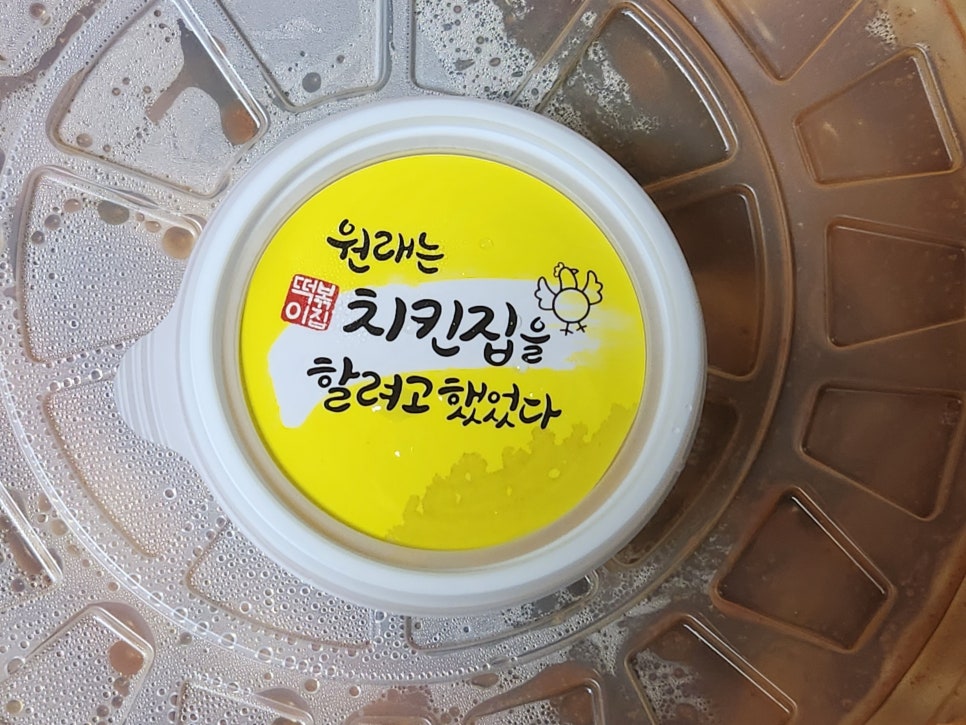 원래는
떡볶
이집
치킨집을
할려고 했었다